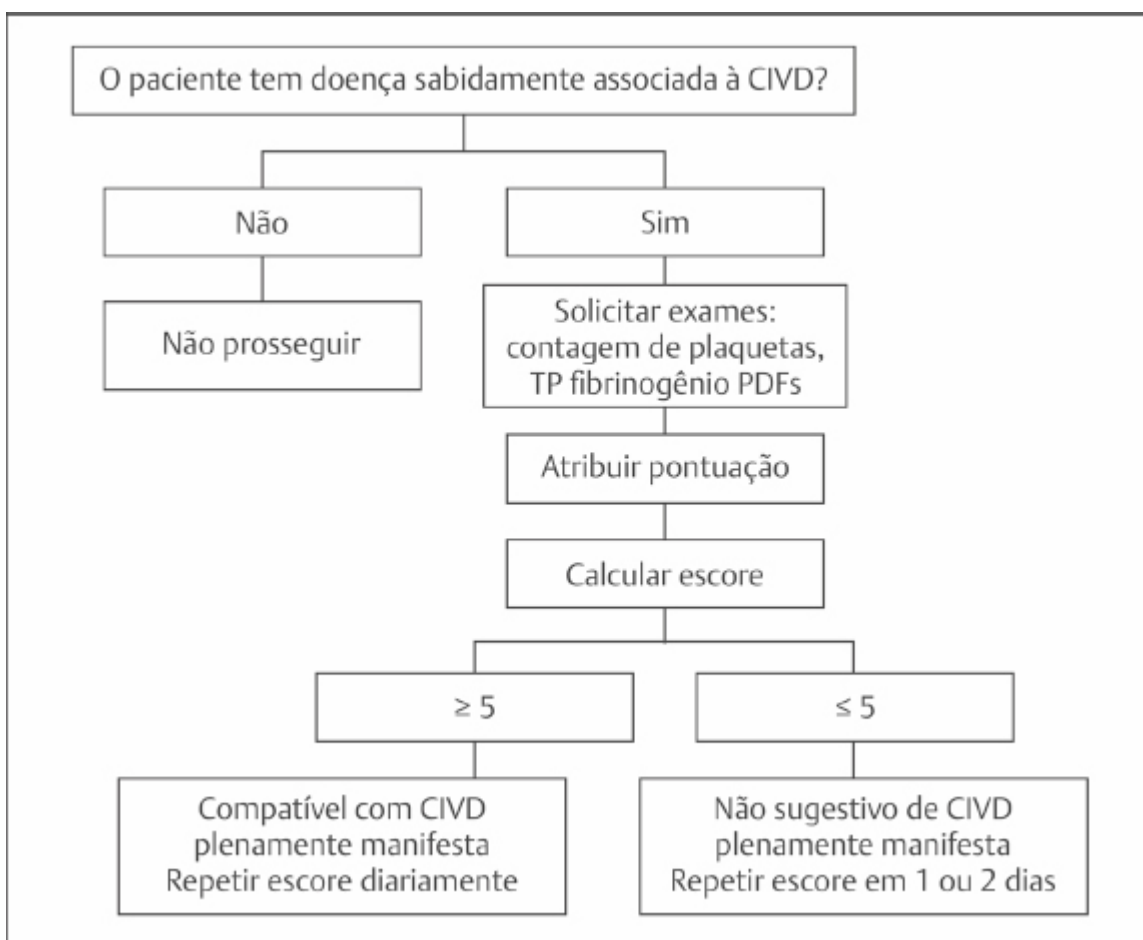 O paciente tem doença sabidamente associada à CIVD?
Não
Sim
Não prosseguir
Solicitar exames:
contagem de plaquetas,
TP fibrinogênio PDFs
Atribuir pontuação
Calcular escore
≥ 5
≤ 5
Compatível com CIVD
plenamente manifesta
Repetir escore diariamente
Não sugestivo de CIVD
plenamente manifesta
Repetir escore em 1 ou 2 dias